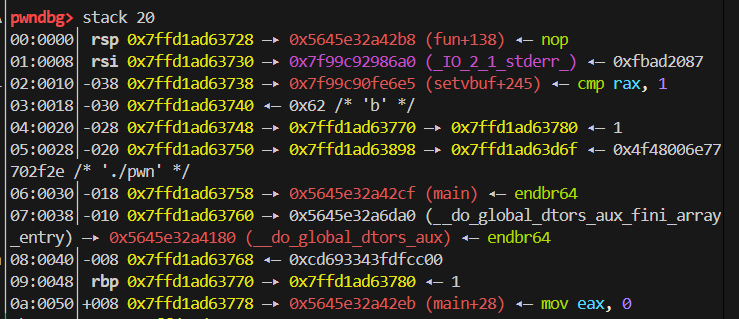 pwndbg> stack 20
00:0000│ rsp 0x7ffd1ad63728 —▸ 0x5645e32a42b8 (fun+138) ◂— nop
01:0008│ rsi 0x7ffd1ad63730 —▸ 0x7f99c92986a0 (_IO_2_1_stderr_) ◂— 0xfbad2087
02:0010│-038 0x7ffd1ad63738 —▸ 0x7f99c90fe6e5 (setvbuf+245) ◂— cmp rax, 1
03:0018│-030 0x7ffd1ad63740 ◂— 0x62 /* 'b' */
04:0020│-028 0x7ffd1ad63748 —▸ 0x7ffd1ad63770 —▸ 0x7ffd1ad63780 ◂— 1
05:0028│-020 0x7ffd1ad63750 —▸ 0x7ffd1ad63898 —▸ 0x7ffd1ad63d6f ◂— 0x4f48006e77
702f2e /* './pwn' */
06:0030│-018 0x7ffd1ad63758 —▸ 0x5645e32a42cf (main) ◂— endbr64
07:0038│-010 0x7ffd1ad63760 —▸ 0x5645e32a6da0 (__do_global_dtors_aux_fini_array
_entry) —▸ 0x5645e32a4180 (__do_global_dtors_aux) ◂— endbr64
08:0040│-008 0x7ffd1ad63768 ◂— 0xcd693343fdfcc00
09:0048│ rbp 0x7ffd1ad63770 —▸ 0x7ffd1ad63780 ◂— 1
0a:0050│+008 0x7ffd1ad63778 —▸ 0x5645e32a42eb (main+28) ◂— mov eax, 0